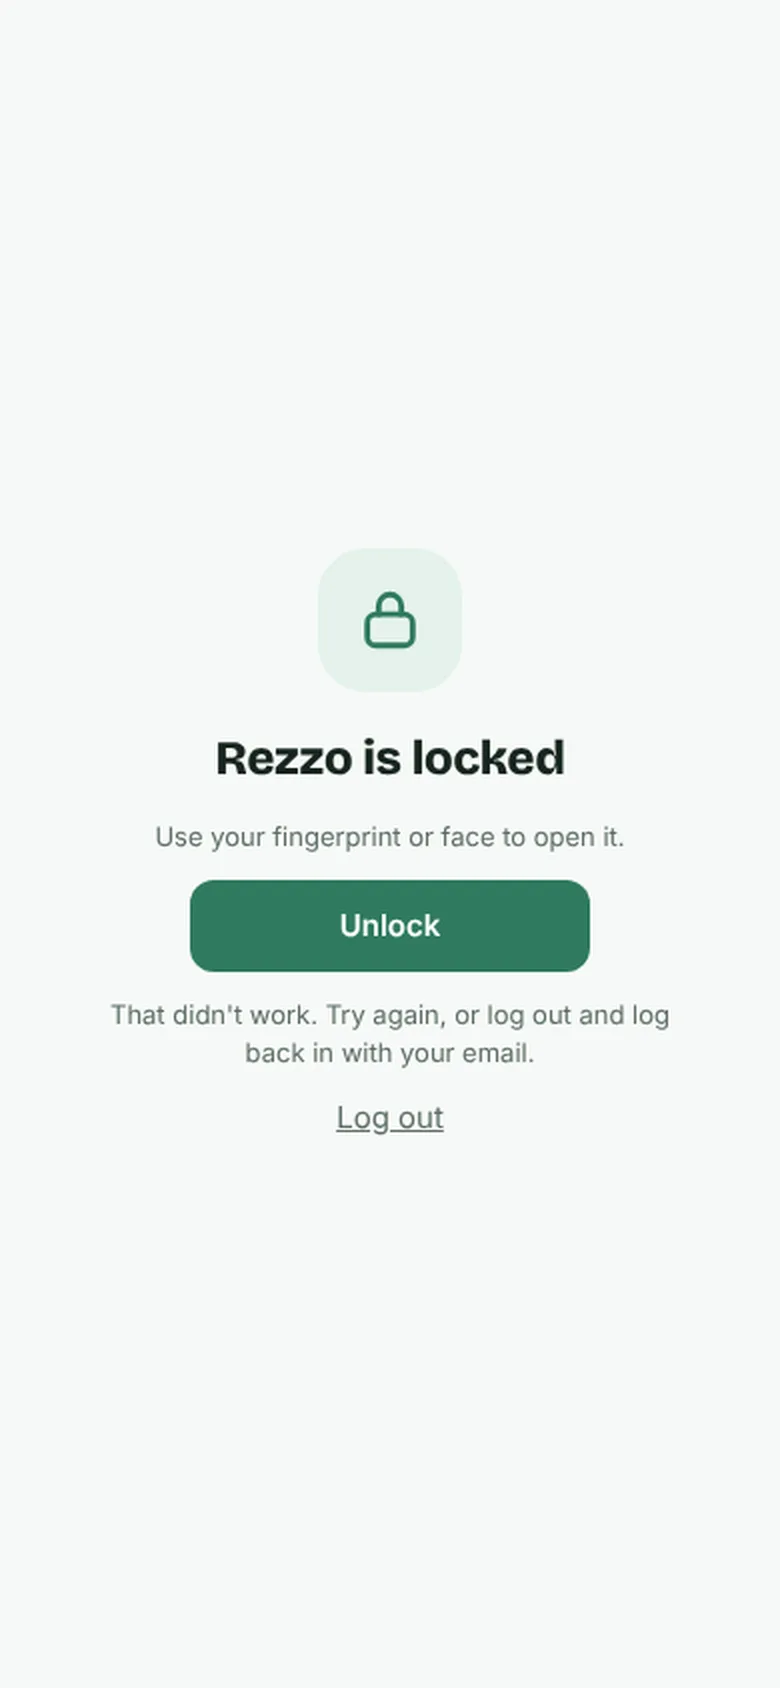 Rezzo is locked
Use your fingerprint or face to open it.
Unlock
That didn't work. Try again, or log out and log
back in with your email.
Log out